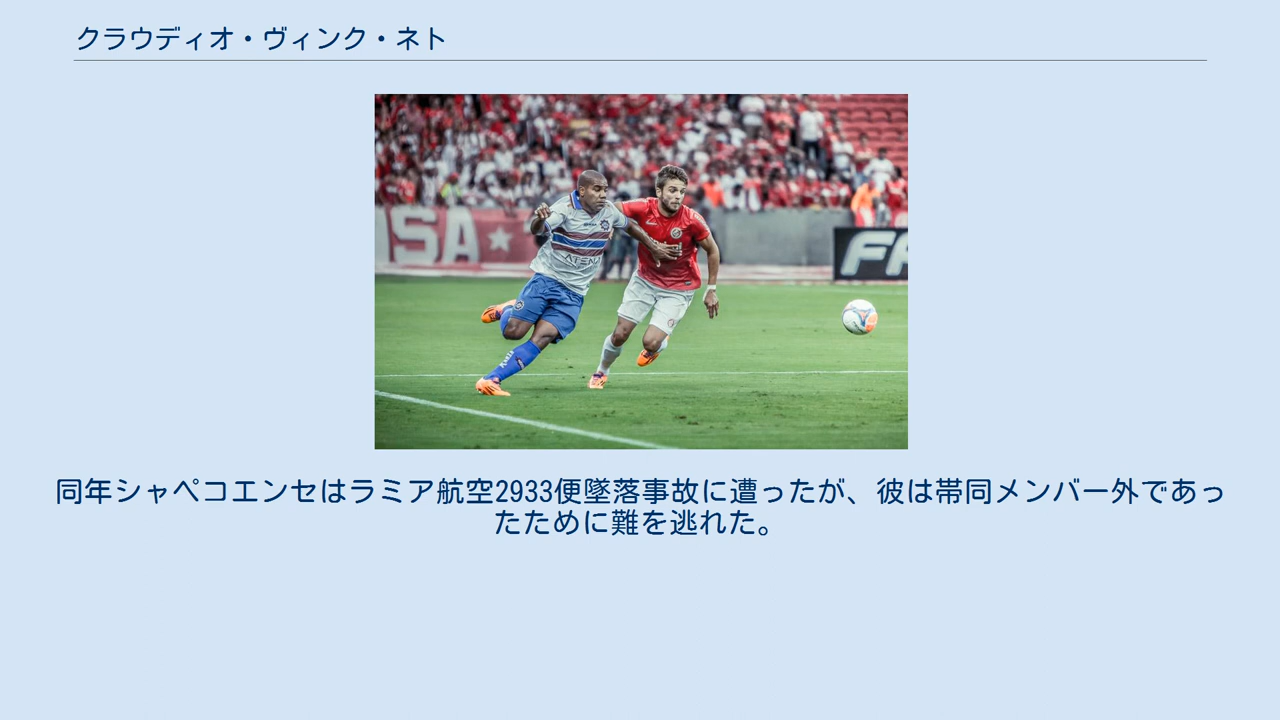 クラウディオ・ヴィンク・ネト
ISA
FA
ATENA
同年シャペコエンセはラミア航空2933便墜落事故に遭ったが、彼は帯同メンバー外であっ
たために難を逃れた。